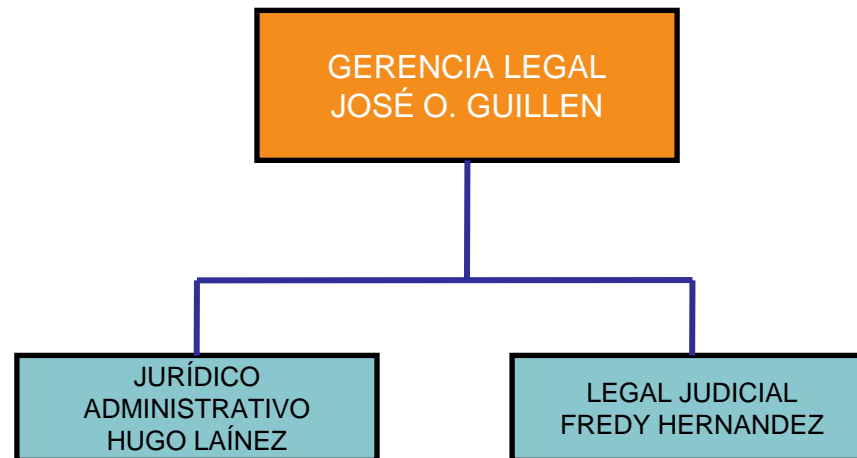 GERENCIA LEGAL
JOSÉ O. GUILLEN
JURÍDICO
ADMINISTRATIVO
HUGO LAÍNEZ
LEGAL JUDICIAL
FREDY HERNANDEZ